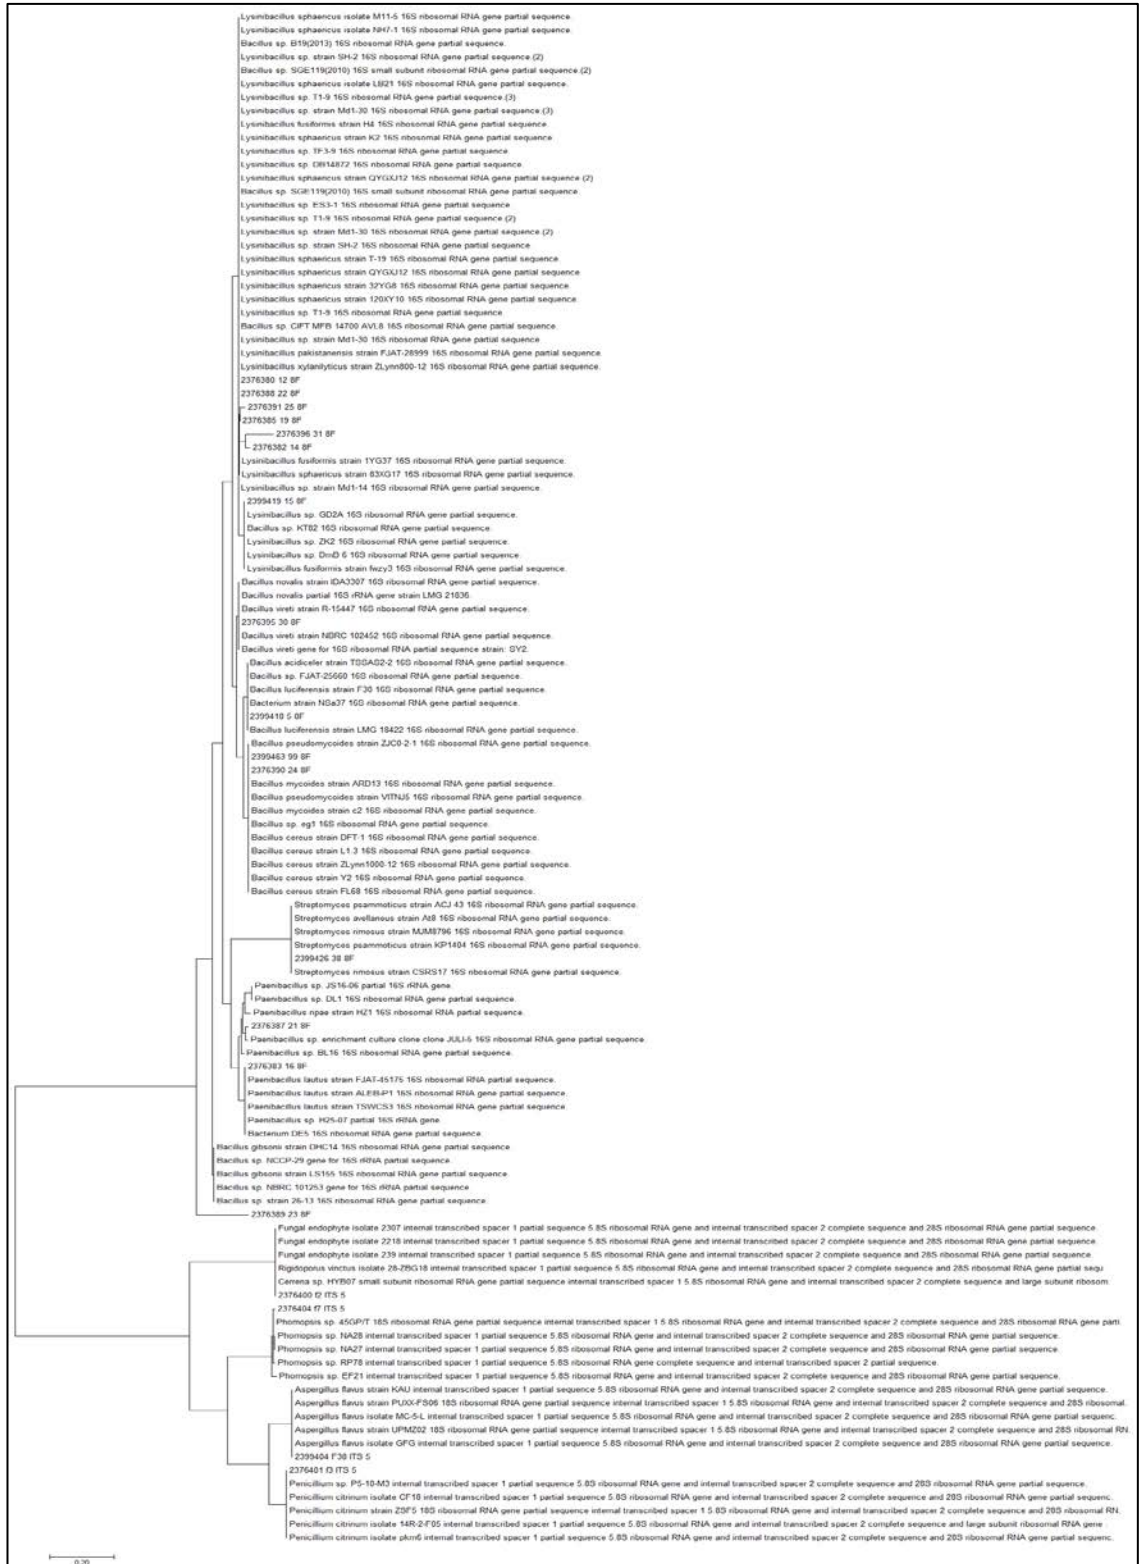 Lysinibacillus sphaericus isolate M11-5 16S ribosomal RNA gene partial sequence.
Lysinibacillus sphaericus isolate NH7-1 16S ribosomal RNA gene partial sequence.
Bacillus sp. B19(2013) 16S ribosomal RNA gene partial sequence.
Lysinibacillus sp. strain SH-2 16S ribosomal RNA gene partial sequence.(2)
Bacillus sp. SGE119(2010) 16S small subunit ribosomal RNA gene partial sequence.(2)
Lysinibacillus sphaericus isolate LB21 16S ribosomal RNA gene partial sequence.
Lysinibacillus sp. T1-9 16S ribosomal RNA gene partial sequence.(3)
Lysinibacillus sp. strain Md1-30 16S ribosomal RNA gene partial sequence.(3)
Lysinibacillus fusiformis strain H4 16S ribosomal RNA gene partial sequence.
Lysinibacillus sphaericus strain K2 16S ribosomal RNA gene partial sequence.
Lysinibacillus sp. TF3-9 16S ribosomal RNA gene partial sequence.
Lysinibacillus sp. DB14872 16S ribosomal RNA gene partial sequence.
Lysinibacillus sphaericus strain QYGXJ12 16S ribosomal RNA gene partial sequence.(2)
Bacillus sp. SGE119(2010) 16S small subunit ribosomal RNA gene partial sequence.
Lysinibacillus sp. ES3-1 16S ribosomal RNA gene partial sequence.
Lysinibacillus sp. T1-9 16S ribosomal RNA gene partial sequence.(2)
Lysinibacillus sp. strain Md1-30 16S ribosomal RNA gene partial sequence.(2)
Lysinibacillus sp. strain SH-2 16S ribosomal RNA gene partial sequence.
Lysinibacillus sphaericus strain T-19 16S ribosomal RNA gene partial sequence.
Lysinibacillus sphaericus strain QYGXJ12 16S ribosomal RNA gene partial sequence.
Lysinibacillus sphaericus strain 32YG8 16S ribosomal RNA gene partial sequence.
Lysinibacillus sphaericus strain 120XY10 16S ribosomal RNA gene partial sequence.
Lysinibacillus sp. T1-9 16S ribosomal RNA gene partial sequence.
Bacillus sp. CIFT MFB 14700 AVL8 16S ribosomal RNA gene partial sequence.
Lysinibacillus sp. strain Md1-30 16S ribosomal RNA gene partial sequence.
Lysinibacillus pakistanensis strain FJAT-28999 16S ribosomal RNA gene partial sequence.
Lysinibacillus xylanilyticus strain ZLynn800-12 16S ribosomal RNA gene partial sequence.
2376380 12 8F
2376388 22 8F
2376391 25 8F
2376385 19 8F
2376396 31 8F
2376382 14 8F
Lysinibacillus fusiformis strain 1YG37 16S ribosomal RNA gene partial sequence.
Lysinibacillus sphaericus strain 83XG17 16S ribosomal RNA gene partial sequence.
Lysinibacillus sp. strain Md1-14 16S ribosomal RNA gene partial sequence.
2399419 15 8F
Lysinibacillus sp. GD2A 16S ribosomal RNA gene partial sequence.
Bacillus sp. KT82 16S ribosomal RNA gene partial sequence.
Lysinibacillus sp. ZK2 16S ribosomal RNA gene partial sequence.
Lysinibacillus sp. DmD 6 16S ribosomal RNA gene partial sequence.
Lysinibacillus fusiformis strain fwzy3 16S ribosomal RNA gene partial sequence.
Bacillus novalis strain IDA3307 16S ribosomal RNA gene partial sequence.
Bacillus novalis partial 16S rRNA gene strain LMG 21836.
Bacillus vireti strain R-15447 16S ribosomal RNA gene partial sequence.
2376395 30 8F
Bacillus vireti strain NBRC 102452 16S ribosomal RNA gene partial sequence.
Bacillus vireti gene for 16S ribosomal RNA partial sequence strain: SY2.
Bacillus acidiceler strain TSSAS2-2 16S ribosomal RNA gene partial sequence.
Bacillus sp. FJAT-25660 16S ribosomal RNA gene partial sequence.
Bacillus luciferensis strain F30 16S ribosomal RNA gene partial sequence.
Bacterium strain NSa37 16S ribosomal RNA gene partial sequence.
2399418 5 8F
Bacillus luciferensis strain LMG 18422 16S ribosomal RNA gene partial sequence.
Bacillus pseudomycoides strain ZJC0-2-1 16S ribosomal RNA gene partial sequence.
2399463 99 8F
2376390 24 8F
Bacillus mycoides strain ARD13 16S ribosomal RNA gene partial sequence.
Bacillus pseudomycoides strain VITNJ5 16S ribosomal RNA gene partial sequence.
Bacillus mycoides strain c2 16S ribosomal RNA gene partial sequence.
Bacillus sp. eg1 16S ribosomal RNA gene partial sequence.
Bacillus cereus strain DFT-1 16S ribosomal RNA gene partial sequence.
Bacillus cereus strain L1.3 16S ribosomal RNA gene partial sequence.
Bacillus cereus strain ZLynn1000-12 16S ribosomal RNA gene partial sequence.
Bacillus cereus strain Y2 16S ribosomal RNA gene partial sequence.
Bacillus cereus strain FL68 16S ribosomal RNA gene partial sequence.
Streptomyces psammoticus strain ACJ 43 16S ribosomal RNA gene partial sequence.
Streptomyces avellaneus strain At8 16S ribosomal RNA gene partial sequence.
Streptomyces rimosus strain MJM8796 16S ribosomal RNA gene partial sequence.
Streptomyces psammoticus strain KP1404 16S ribosomal RNA gene partial sequence.
2399426 38 8F
Streptomyces rimosus strain CSRS17 16S ribosomal RNA gene partial sequence.
Paenibacillus sp. JS16-06 partial 16S rRNA gene.
Paenibacillus sp. DL1 16S ribosomal RNA gene partial sequence.
Paenibacillus ripae strain HZ1 16S ribosomal RNA gene partial sequence.
2376387 21 8F
Paenibacillus sp. enrichment culture clone clone JULI-5 16S ribosomal RNA gene partial sequence.
Paenibacillus sp. BL16 16S ribosomal RNA gene partial sequence.
2376383 16 8F
Paenibacillus lautus strain FJAT-45175 16S ribosomal RNA gene partial sequence.
Paenibacillus lautus strain ALEB-P1 16S ribosomal RNA gene partial sequence.
Paenibacillus lautus strain TSWCS3 16S ribosomal RNA gene partial sequence.
Paenibacillus sp. H25-07 partial 16S rRNA gene.
Bacterium DE5 16S ribosomal RNA gene partial sequence.
Bacillus gibsonii strain DHC14 16S ribosomal RNA gene partial sequence.
Bacillus sp. NCCP-29 gene for 16S rRNA partial sequence.
Bacillus gibsonii strain LS155 16S ribosomal RNA gene partial sequence.
Bacillus sp. NBRC 101253 gene for 16S rRNA partial sequence.
Bacillus sp. strain 26-13 16S ribosomal RNA gene partial sequence.
2376389 23 8F
Fungal endophyte isolate 2307 internal transcribed spacer 1 partial sequence 5.8S ribosomal RNA gene and internal transcribed spacer 2 complete sequence and 28S ribosomal RNA gene partial sequence.
Fungal endophyte isolate 2218 internal transcribed spacer 1 partial sequence 5.8S ribosomal RNA gene and internal transcribed spacer 2 complete sequence and 28S ribosomal RNA gene partial sequence.
Fungal endophyte isolate 239 internal transcribed spacer 1 partial sequence 5.8S ribosomal RNA gene and internal transcribed spacer 2 complete sequence and 28S ribosomal RNA gene partial sequence.
Rigidoporus vinctus isolate 28-ZBG18 internal transcribed spacer 1 partial sequence 5.8S ribosomal RNA gene and internal transcribed spacer 2 complete sequence and 28S ribosomal RNA gene partial sequ
Cerrena sp. HYB07 small subunit ribosomal RNA gene partial sequence internal transcribed spacer 1 5.8S ribosomal RNA gene and internal transcribed spacer 2 complete sequence and large subunit ribosom
2376400 f2 ITS 5
2376404 f7 ITS 5
Phomopsis sp. 45GP/T 18S ribosomal RNA gene partial sequence internal transcribed spacer 1 5.8S ribosomal RNA gene and internal transcribed spacer 2 complete sequence and 28S ribosomal RNA gene parti
Phomopsis sp. NA28 internal transcribed spacer 1 partial sequence 5.8S ribosomal RNA gene and internal transcribed spacer 2 complete sequence and 28S ribosomal RNA gene partial sequence.
Phomopsis sp. NA27 internal transcribed spacer 1 partial sequence 5.8S ribosomal RNA gene and internal transcribed spacer 2 complete sequence and 28S ribosomal RNA gene partial sequence.
Phomopsis sp. RP78 internal transcribed spacer 1 partial sequence 5.8S ribosomal RNA gene complete sequence and internal transcribed spacer 2 partial sequence.
Phomopsis sp. EF21 internal transcribed spacer 1 partial sequence 5.8S ribosomal RNA gene and internal transcribed spacer 2 complete sequence and 28S ribosomal RNA gene partial sequence.
Aspergillus flavus strain KAU internal transcribed spacer 1 partial sequence 5.8S ribosomal RNA gene and internal transcribed spacer 2 complete sequence and 28S ribosomal RNA gene partial sequence.
Aspergillus flavus strain PUXX-FS06 18S ribosomal RNA gene partial sequence internal transcribed spacer 1 5.8S ribosomal RNA gene and internal transcribed spacer 2 complete sequence and 28S ribosomal.
Aspergillus flavus isolate MC-5-L internal transcribed spacer 1 partial sequence 5.8S ribosomal RNA gene and internal transcribed spacer 2 complete sequence and 28S ribosomal RNA gene partial sequenc.
Aspergillus flavus strain UPMZ02 18S ribosomal RNA gene partial sequence internal transcribed spacer 1 5.8S ribosomal RNA gene and internal transcribed spacer 2 complete sequence and 28S ribosomal RN.
Aspergillus flavus isolate GFG internal transcribed spacer 1 partial sequence 5.8S ribosomal RNA gene and internal transcribed spacer 2 complete sequence and 28S ribosomal RNA gene partial sequence.
2399404 F30 ITS 5
2376401 f3 ITS 5
Penicillium sp. P5-10-M3 internal transcribed spacer 1 partial sequence 5.8S ribosomal RNA gene and internal transcribed spacer 2 complete sequence and 28S ribosomal RNA gene partial sequence.
Penicillium citrinum isolate CF18 internal transcribed spacer 1 partial sequence 5.8S ribosomal RNA gene and internal transcribed spacer 2 complete sequence and 28S ribosomal RNA gene partial sequenc.
Penicillium citrinum strain ZSF5 18S ribosomal RNA gene partial sequence internal transcribed spacer 1 5.8S ribosomal RNA gene and internal transcribed spacer 2 complete sequence and 28S ribosomal RN.
Penicillium citrinum isolate 14R-2-F05 internal transcribed spacer 1 partial sequence 5.8S ribosomal RNA gene and internal transcribed spacer 2 complete sequence and large subunit ribosomal RNA gene
Penicillium citrinum isolate pkm6 internal transcribed spacer 1 partial sequence 5.8S ribosomal RNA gene and internal transcribed spacer 2 complete sequence and 28S ribosomal RNA gene partial sequenc.
0.20